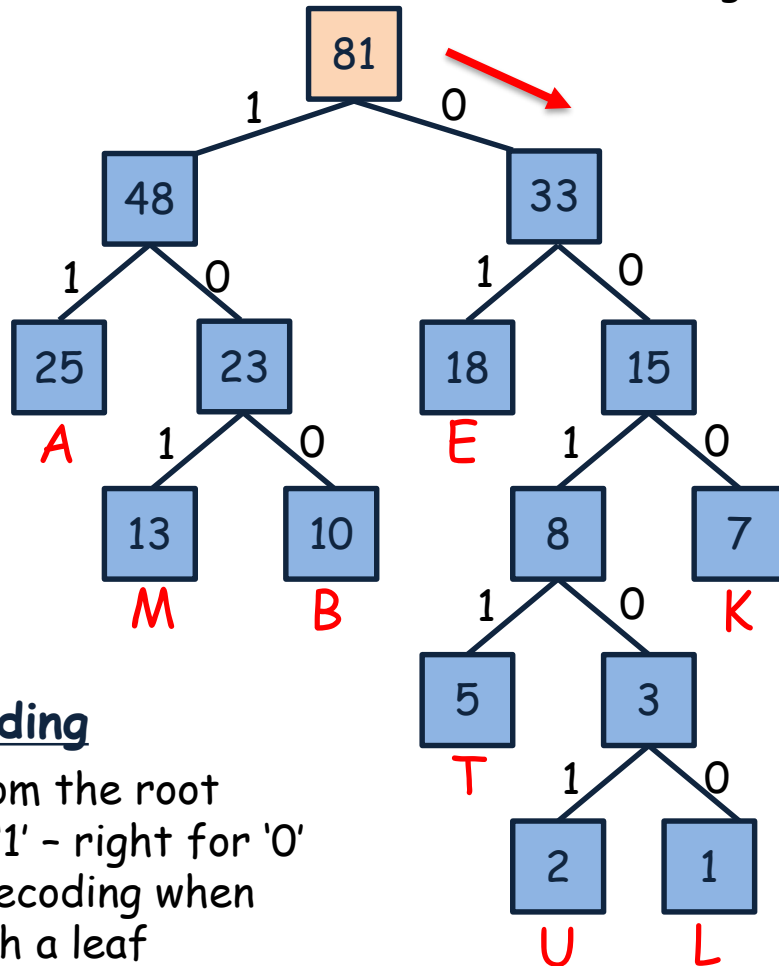 81
1 0
48 33
1 0 1 0
25 23 18 15
A 1 0 E 1 0
13 10 8 7
M B 1 0 K
5 3
ding
T 1 0
om the root
1’ – right for ‘0’
2 1
ecoding when
h a leaf
U L